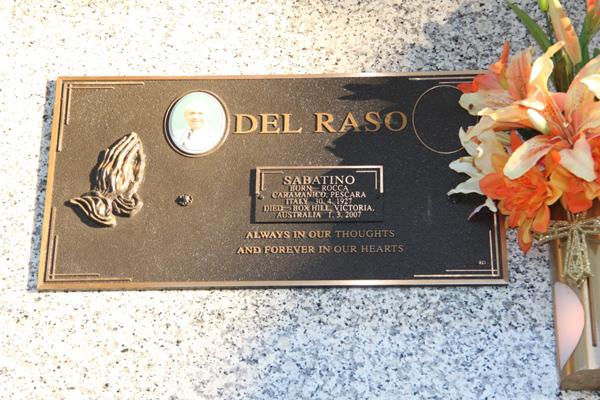 DEL RASO
SABATINO
BORN — ROCCA
CARAMANICO, PESCARA
ITALY 30. 4. 1927
DIED — BOX HILL, VICTORIA,
AUSTRALIA 1. 3. 2007
ALWAYS IN OUR THOUGHTS
AND FOREVER IN OUR HEARTS